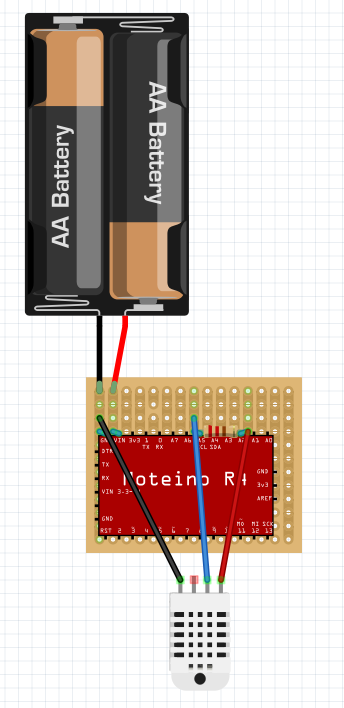 AA Battery
AA Battery
GND VIN 3v3 1 0 A7 A6 A5 A4 A3 A2 A1 A0
TX RX
CL SDA
DTR
TX
RX
VIN 3-3-
GND
GND
3v3
AREF
Moteino R4
MO MI SCK
RST 2 3 4 5 6 7 8 9 11 12 13